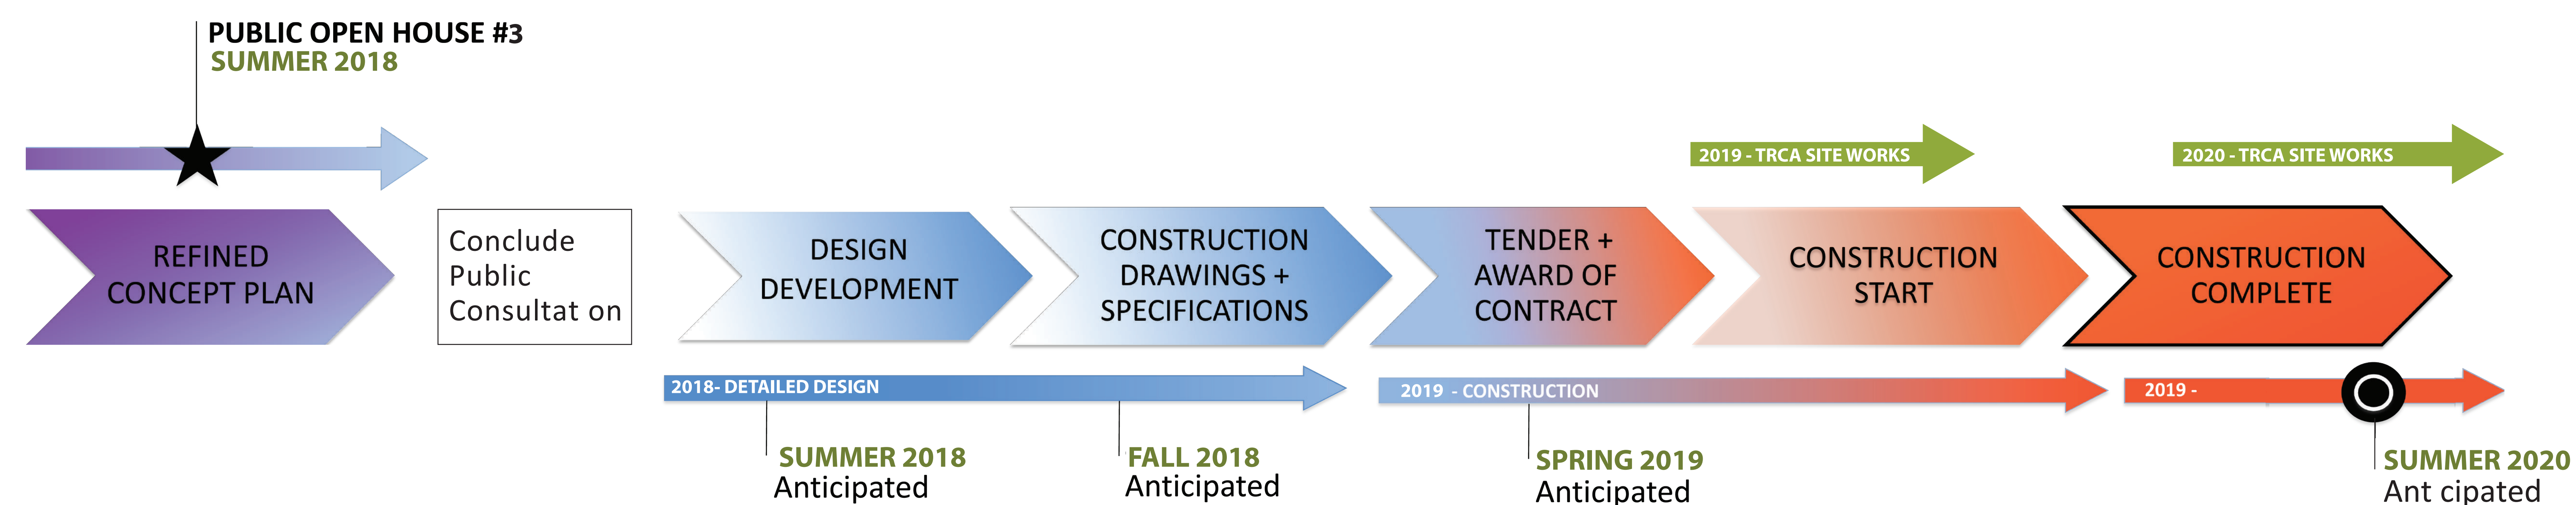 PUBLIC OPEN HOUSE #3
SUMMER 2018
2019 - TRCA SITE WORKS
2020 - TRCA SITE WORKS
REFINED
CONCEPT PLAN
Conclude
Public
Consultat on
DESIGN
DEVELOPMENT
CONSTRUCTION
DRAWINGS +
SPECIFICATIONS
TENDER +
AWARD OF
CONTRACT
CONSTRUCTION
START
CONSTRUCTION
COMPLETE
2018- DETAILED DESIGN
2019 - CONSTRUCTION
2019 -
SUMMER 2018
Anticipated
FALL 2018
Anticipated
SPRING 2019
Anticipated
SUMMER 2020
Ant cipated